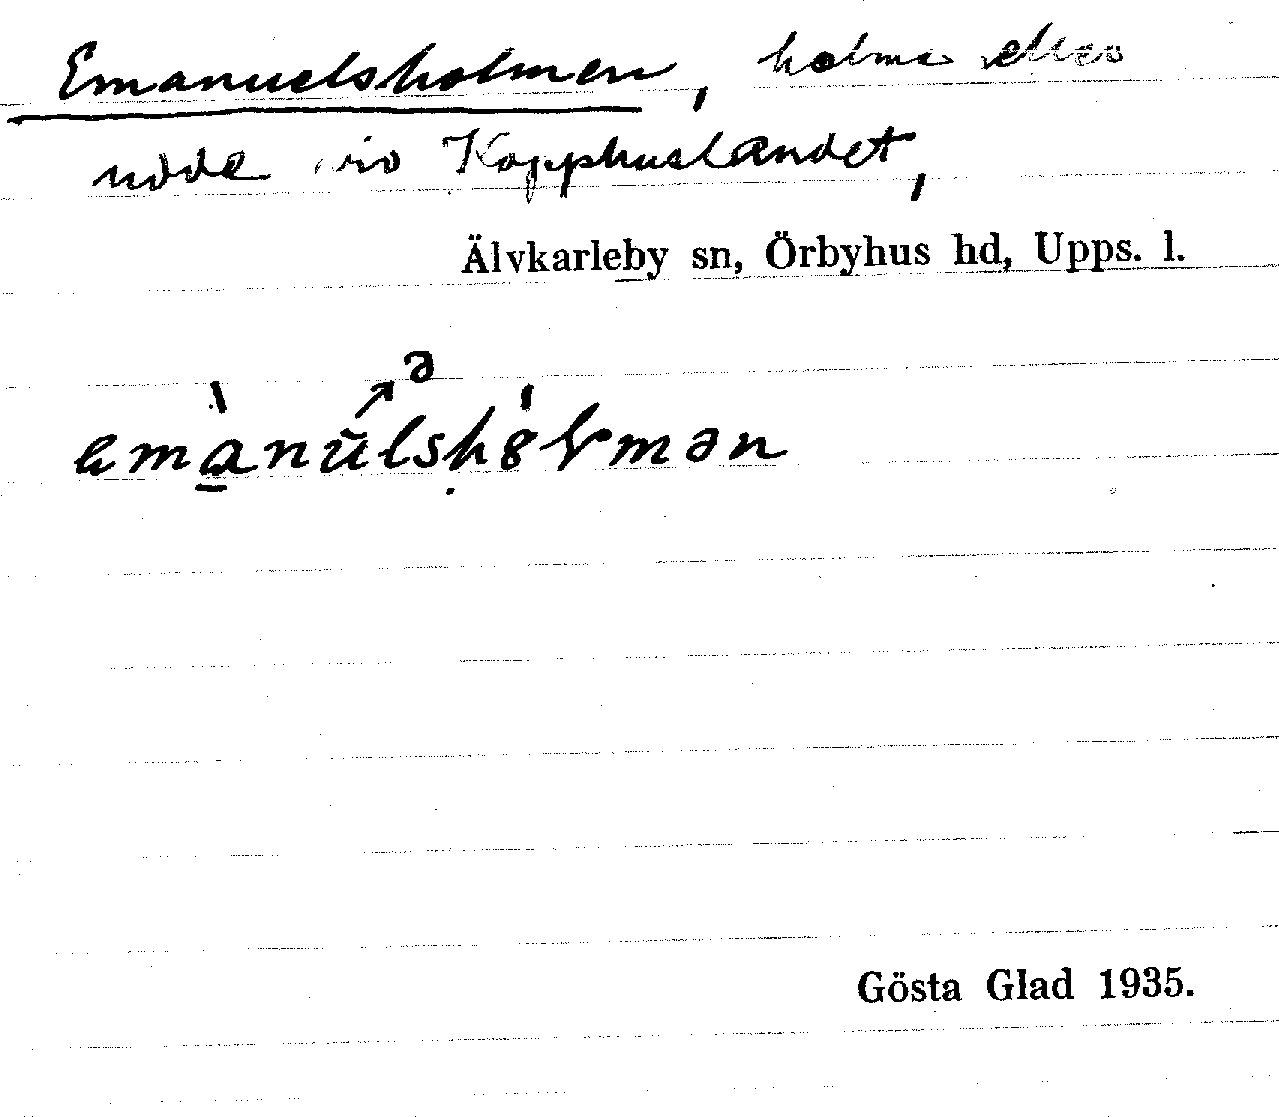 Emanuelsholmen, holme eller
udde vid Kopphuslandet,
Älvkarleby sn, Örbyhus hd, Upps. l.
Gösta Glad 1935.